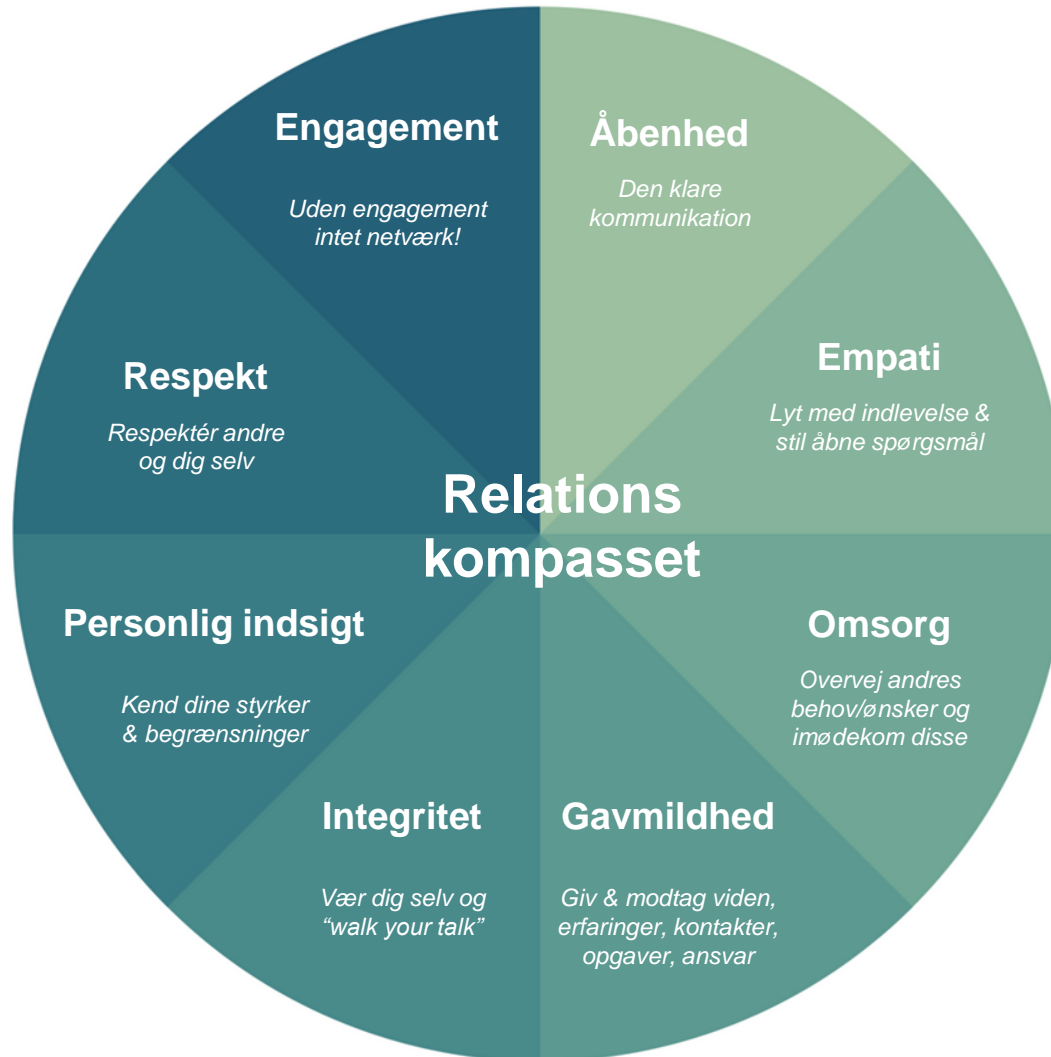 Engagement
Uden engagement
intet netværk!
Åbenhed
Den klare
kommunikation
Empati
Lyt med indlevelse &
stil åbne spørgsmål
Omsorg
Overvej andres
behov/ønsker og
imødekom disse
Gavmildhed
Giv & modtag viden,
erfaringer, kontakter,
opgaver, ansvar
Integritet
Vær dig selv og
“walk your talk”
Personlig indsigt
Kend dine styrker
& begrænsninger
Respekt
Respektér andre
og dig selv
Relations
kompasset